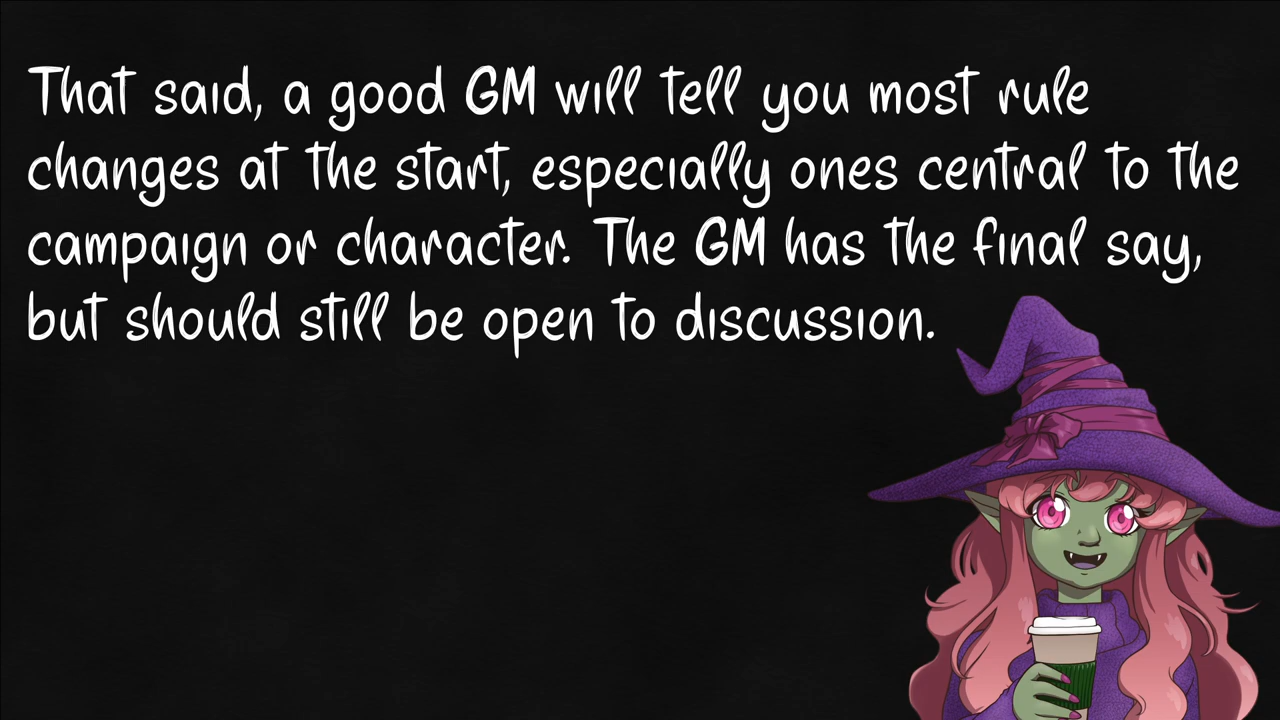 That said, a good GM will tell you most rule
changes at the start, especially ones central to the
campaign or character. The GM has the final say,
but should still be open to discussion.